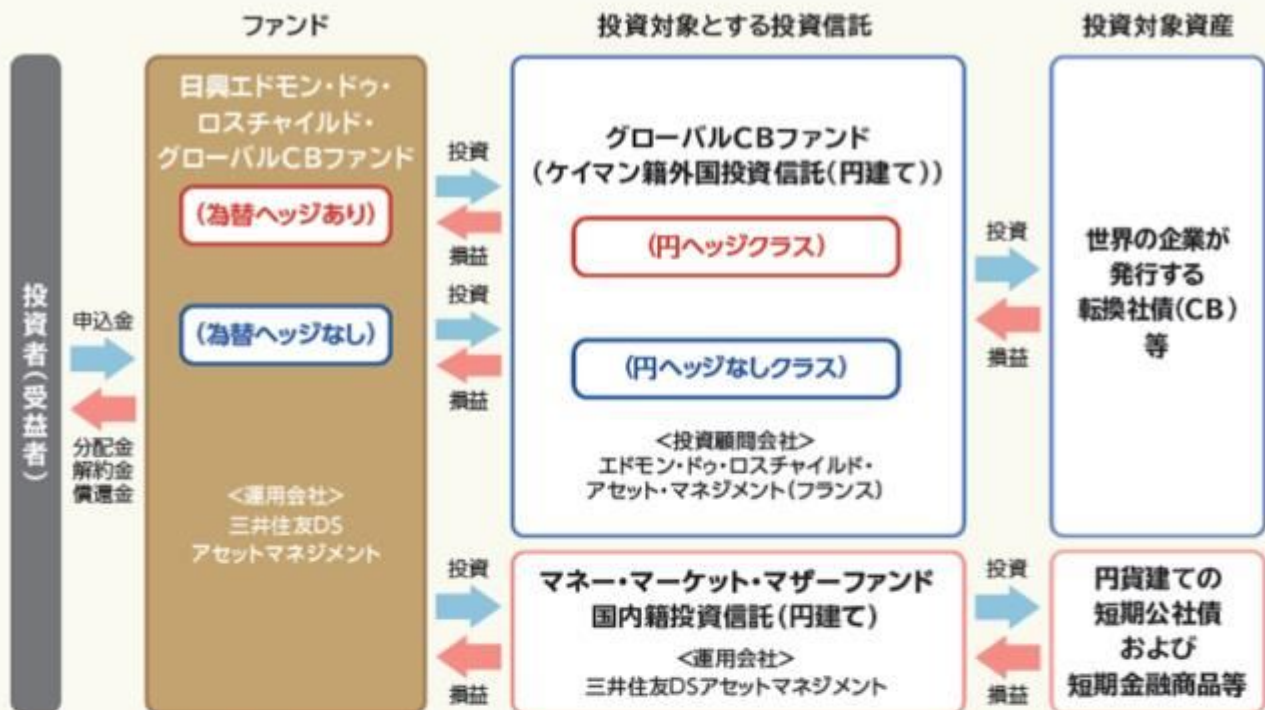 ファンド
投資対象とする投資信託
投資対象資産
投資者(受益者)
申込金
分配金
解約金
償還金
日興エドモン・ドゥ・
ロスチャイルド・
グローバルCBファンド
(為替ヘッジあり)
(為替ヘッジなし)
<運用会社>
三井住友DS
アセットマネジメント
投資
損益
投資
損益
投資
損益
グローバルCBファンド
(ケイマン籍外国投資信託(円建て))
(円ヘッジクラス)
(円ヘッジなしクラス)
<投資顧問会社>
エドモン・ドゥ・ロスチャイルド・
アセット・マネジメント(フランス)
マネー・マーケット・マザーファンド
国内籍投資信託(円建て)
<運用会社>
三井住友DSアセットマネジメント
投資
損益
投資
損益
世界の企業が
発行する
転換社債(CB)
等
円貨建ての
短期公社債
および
短期金融商品等